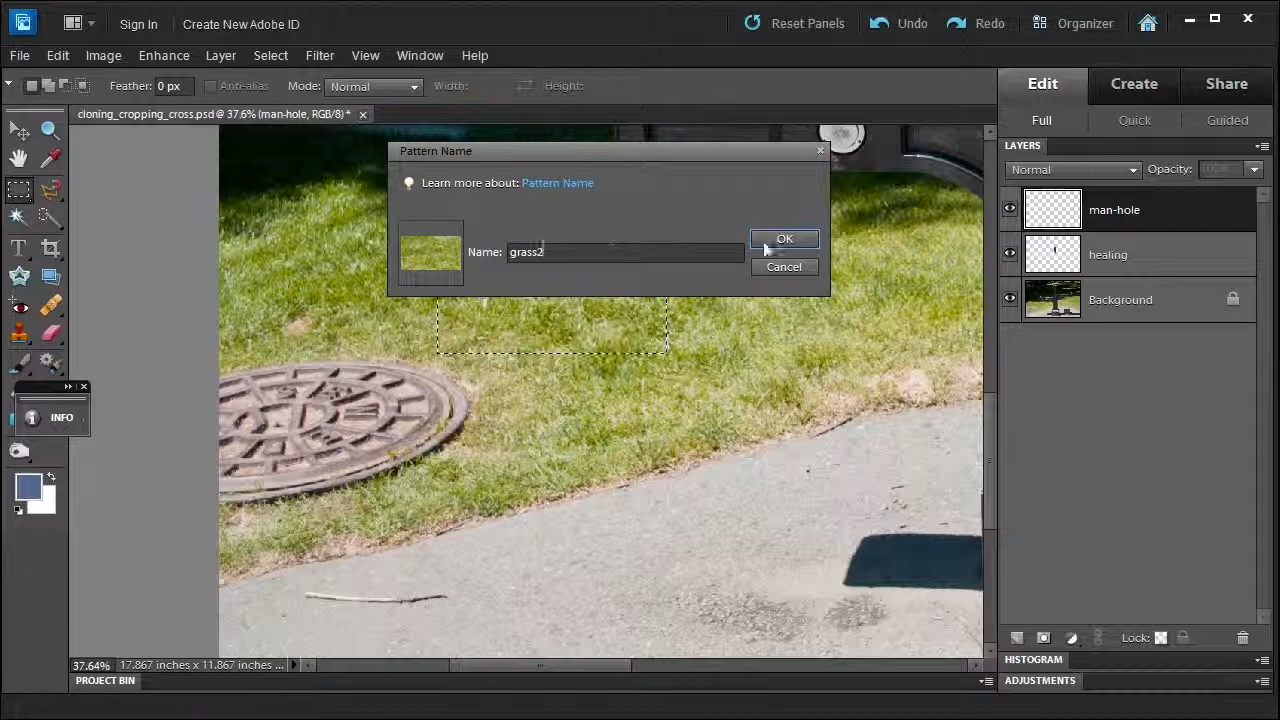 Sign In Create New Adobe ID Reset Panels Undo Redo Organizer
File Edit Image Enhance Layer Select Filter View Window Help
Feather: 0 px Anti-alias Mode: Normal Width: Height:
Edit Create Share
cloning_cropping_cross.psd @ 37.6% (man-hole, RGB/8) *
Full Quick Guided
LAYERS
Pattern Name
Normal Opacity: 100%
Learn more about: Pattern Name
man-hole
OK
Name: grass2
healing
Cancel
Background
INFO
Lock:
HISTOGRAM
37.64% 17.867 inches x 11.867 inches ...
PROJECT BIN
ADJUSTMENTS